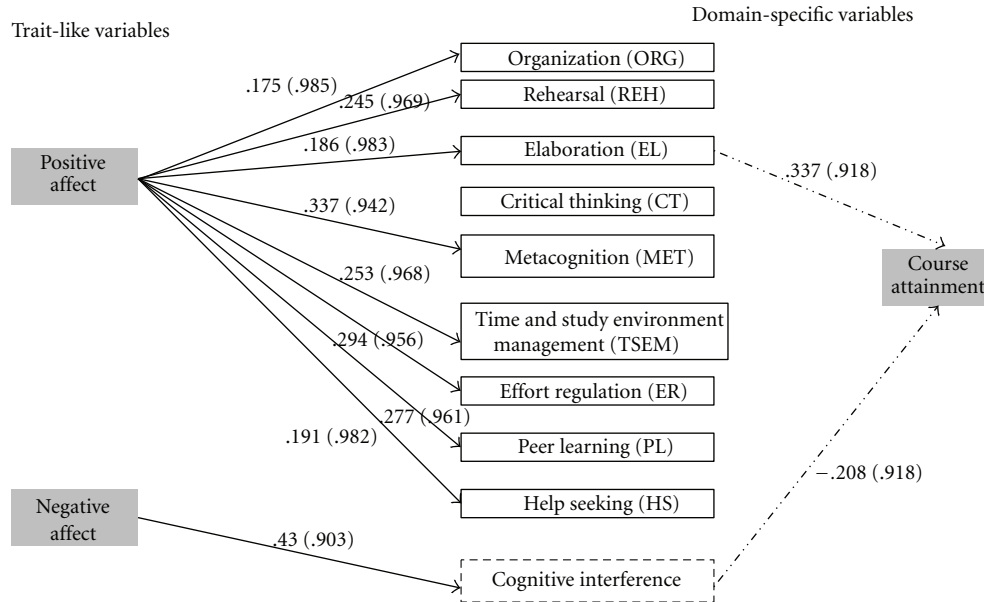 Domain-specific variables
Trait-like variables
Organization (ORG)
.175 (.985)
.245 (.969)
Rehearsal (REH)
.186 (.983)
Elaboration (EL)
.337 (.918)
Positive
affect
Critical thinking (CT)
.337 (.942)
Metacognition (MET)
.253 (.968)
Course
attainment
Time and study environment
management (TSEM)
.294 (.956)
Effort regulation (ER)
.277 (.961)
.191 (.982)
Peer learning (PL)
−.208 (.918)
Help seeking (HS)
Negative
affect
.43 (.903)
Cognitive interference